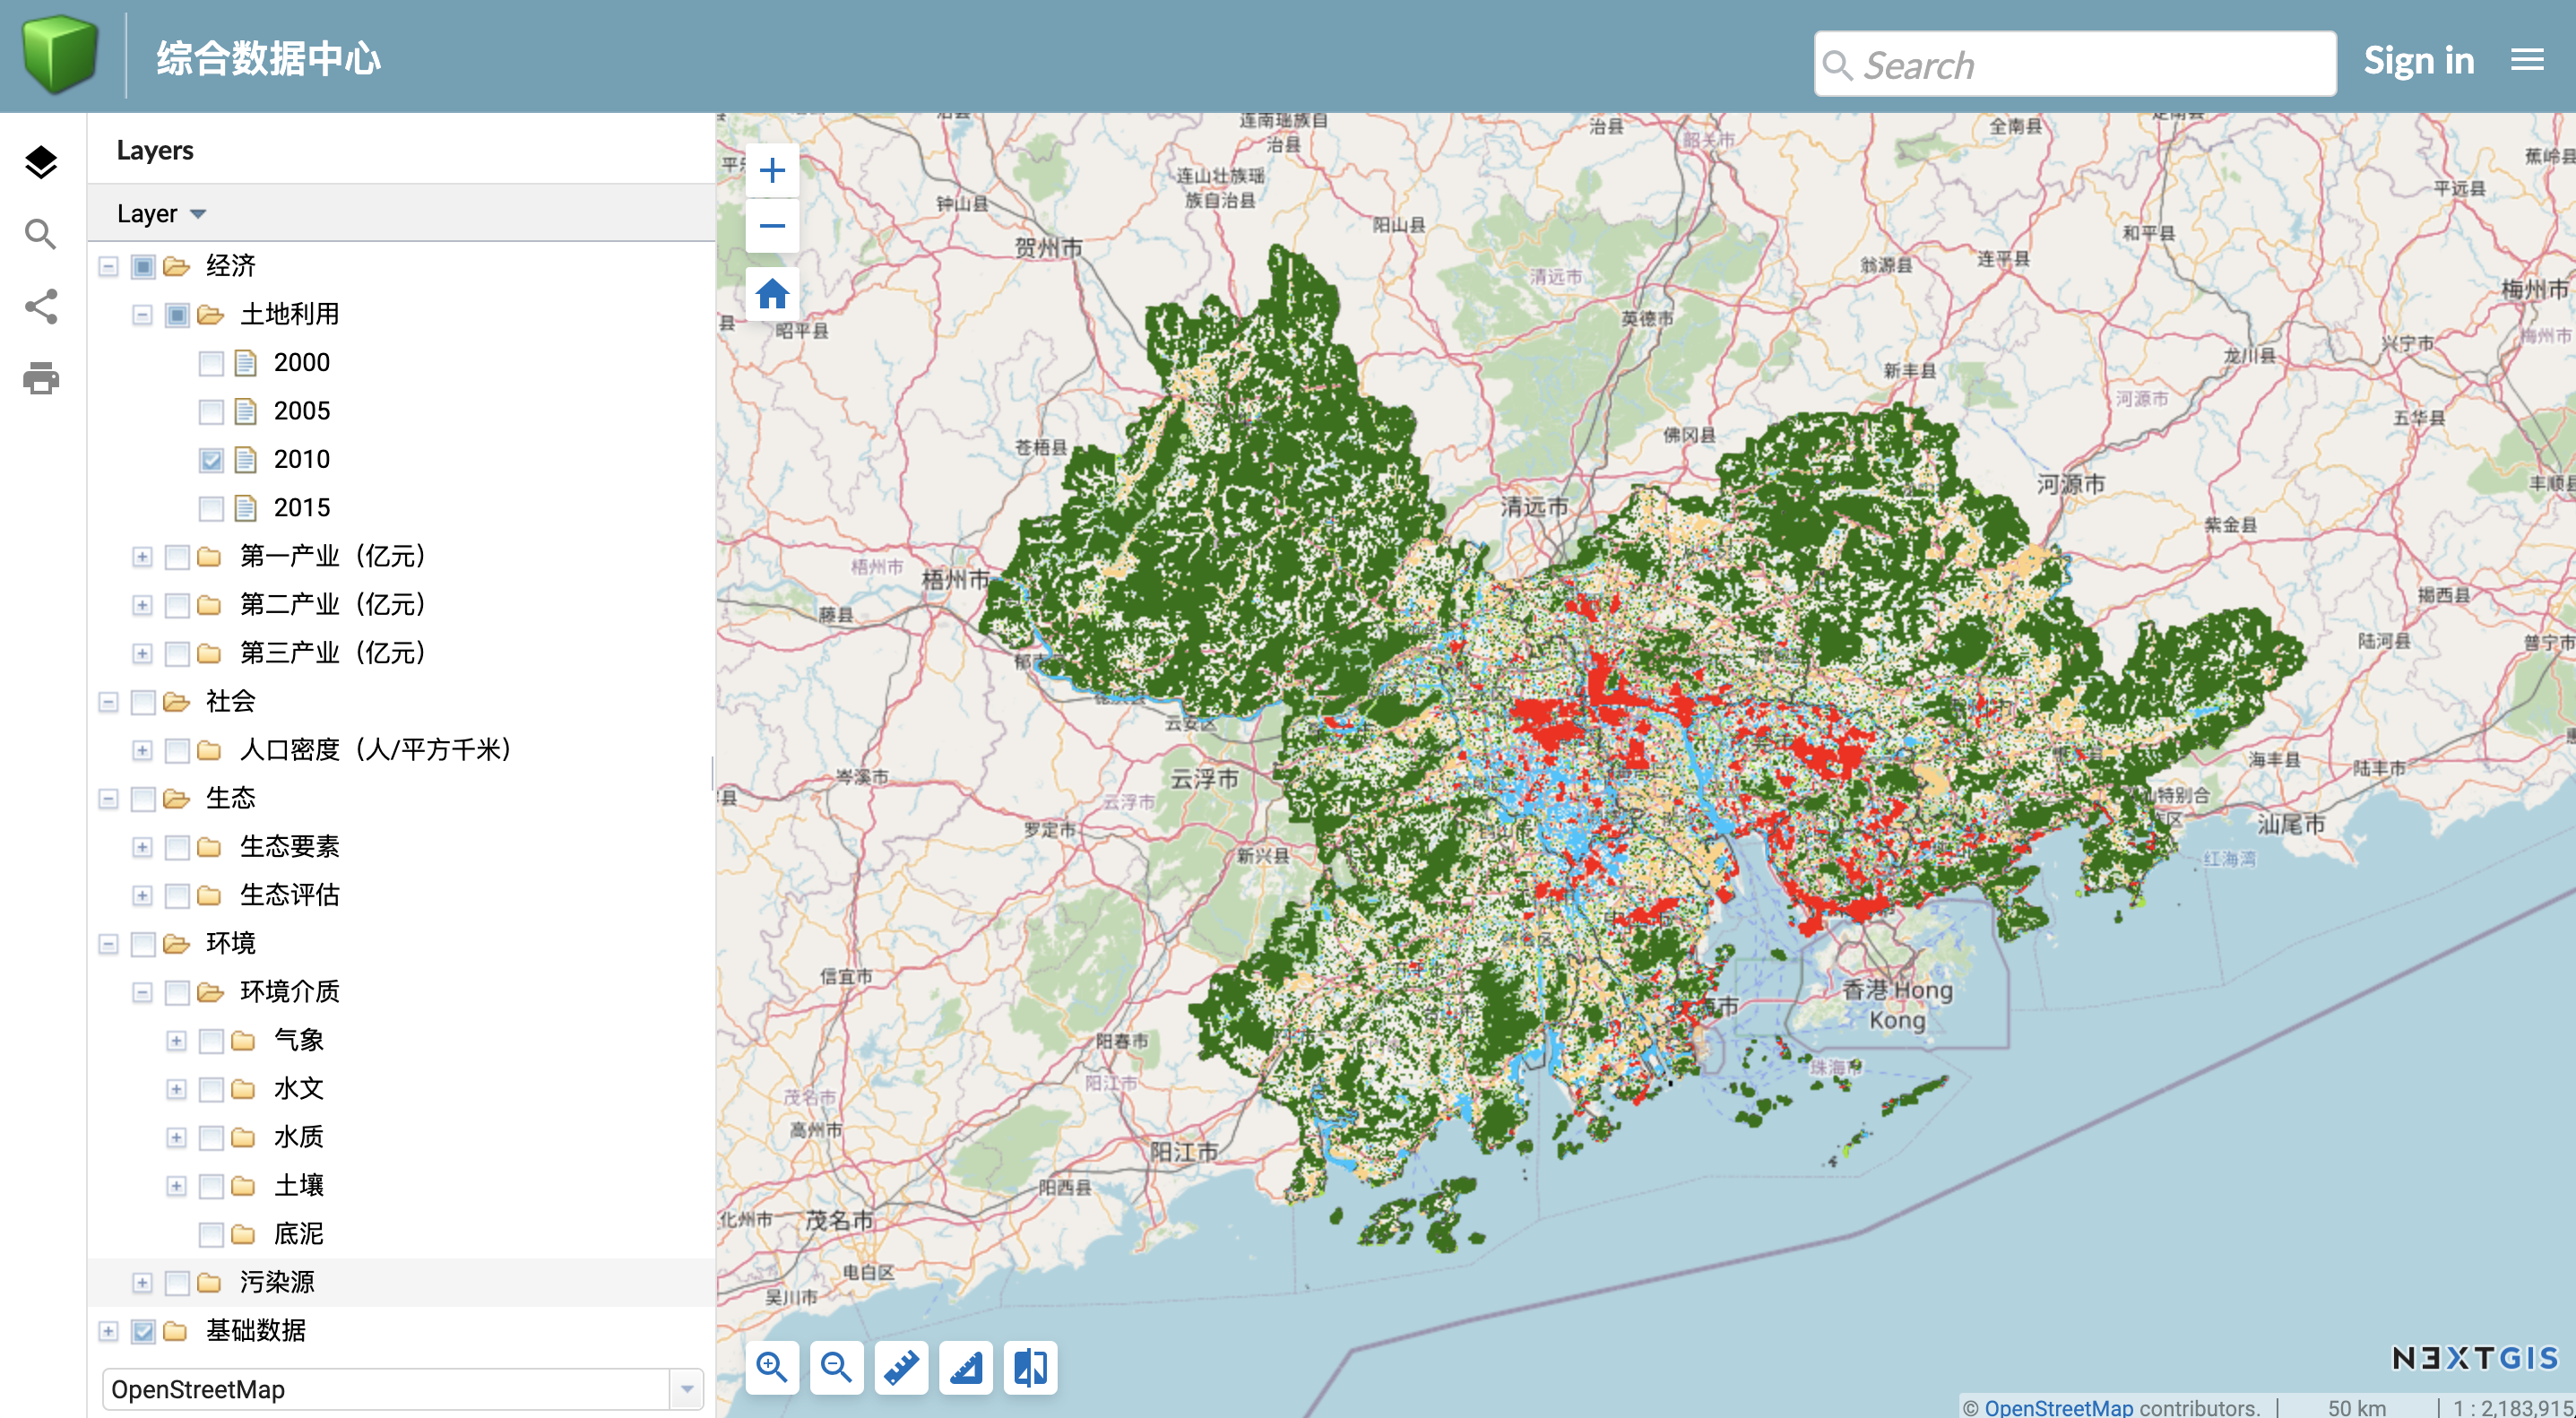 综合数据中心
Search
Sign in
Layers
Layer
经济
土地利用
2000
2005
2010
2015
第一产业（亿元）
第二产业（亿元）
第三产业（亿元）
社会
人口密度（人/平方千米）
生态
生态要素
生态评估
环境
环境介质
气象
水文
水质
土壤
底泥
污染源
基础数据
OpenStreetMap
连南瑶族自
治县
治县
韶关市
全南县
平远县
连山壮族瑶
族自治县
钟山县
阳山县
贺州市
和平县
翁源县
连平县
清远市
梅州市
昭平县
英德市
梅州市
兴宁市
龙川县
新丰县
河源市
五华县
苍梧县
佛冈县
河源市
丰顺县
清远市
紫金县
梧州市
梧州市
揭西县
藤县
陆河县
普宁市
云安区
海丰县
陆丰市
岑溪市
云浮市
云浮市
汕尾市
罗定市
新兴县
红海湾
信宜市
香港 Hong
Kong
阳春市
珠海市
阳江市
茂名市
高州市
阳江市
阳西县
化州市
茂名市
电白区
吴川市
NEXTGIS
© OpenStreetMap contributors.
50 km
1 : 2,183,915